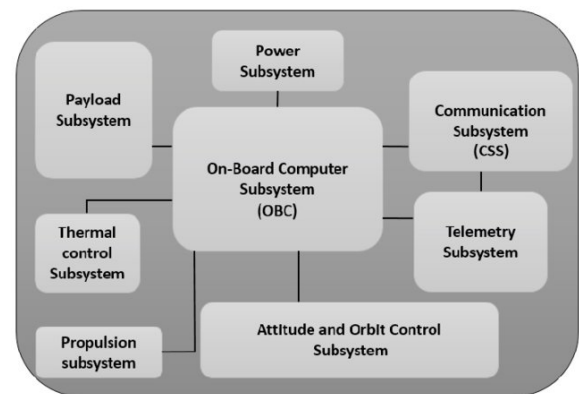 Power
Subsystem
Payload
Subsystem
Communication
Subsystem
(CSS)
On-Board Computer
Subsystem
(OBC)
Thermal
control
Subsystem
Telemetry
Subsystem
Attitude and Orbit Control
Subsystem
Propulsion
subsystem